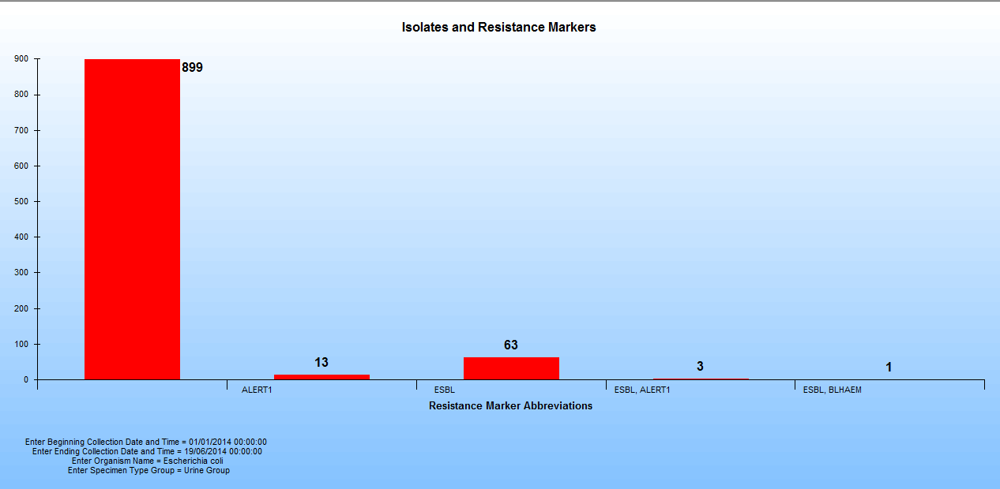 Isolates and Resistance Markers
900
899
800
700
600
500
400
300
200
100
63
13
3
1
0
ALERT1
ESBL
ESBL, ALERT1
ESBL, BLHAEM
Resistance Marker Abbreviations
Enter Beginning Collection Date and Time = 01/01/2014 00:00:00
Enter Ending Collection Date and Time = 19/06/2014 00:00:00
Enter Organism Name = Escherichia coli
Enter Specimen Type Group = Urine Group